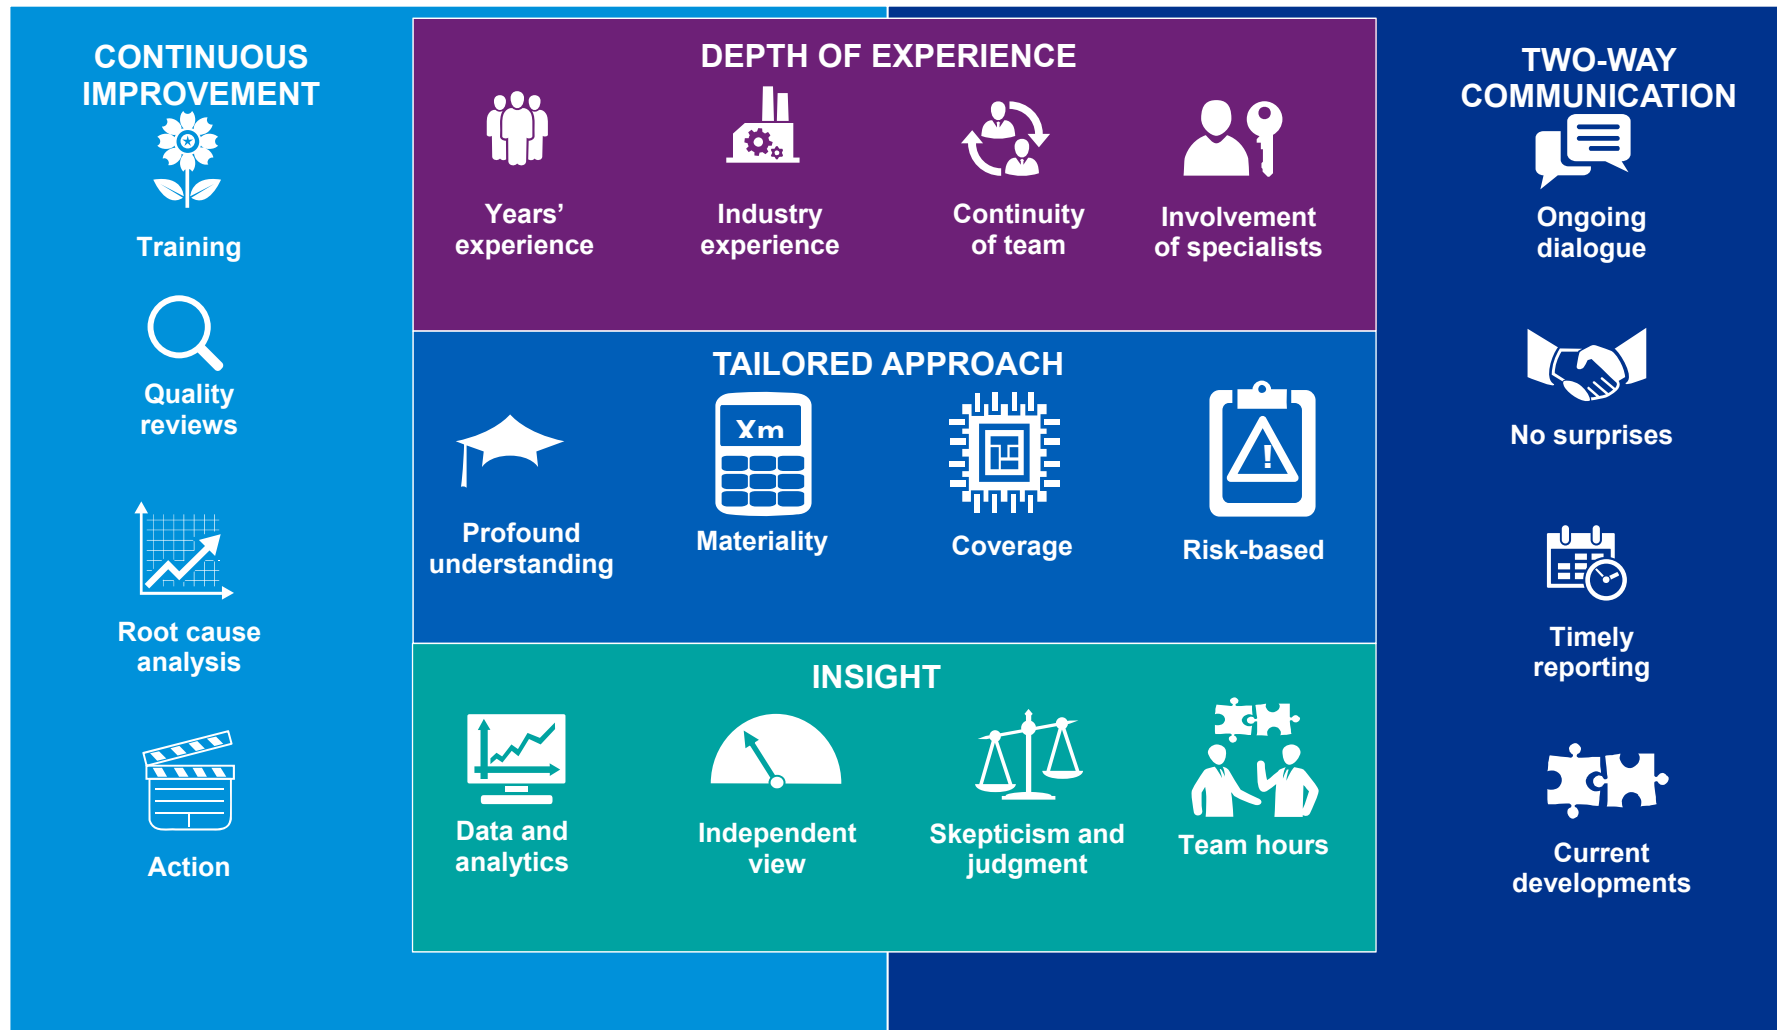 CONTINUOUS
IMPROVEMENT
Training
Quality
reviews
Root cause
analysis
Action
DEPTH OF EXPERIENCE
Years’
experience
Industry
experience
Continuity
of team
Involvement
of specialists
TAILORED APPROACH
Profound
understanding
Xm
Materiality
Coverage
Risk-based
INSIGHT
Data and
analytics
Independent
view
Skepticism and
judgment
Team hours
TWO-WAY
COMMUNICATION
Ongoing
dialogue
No surprises
Timely
reporting
Current
developments